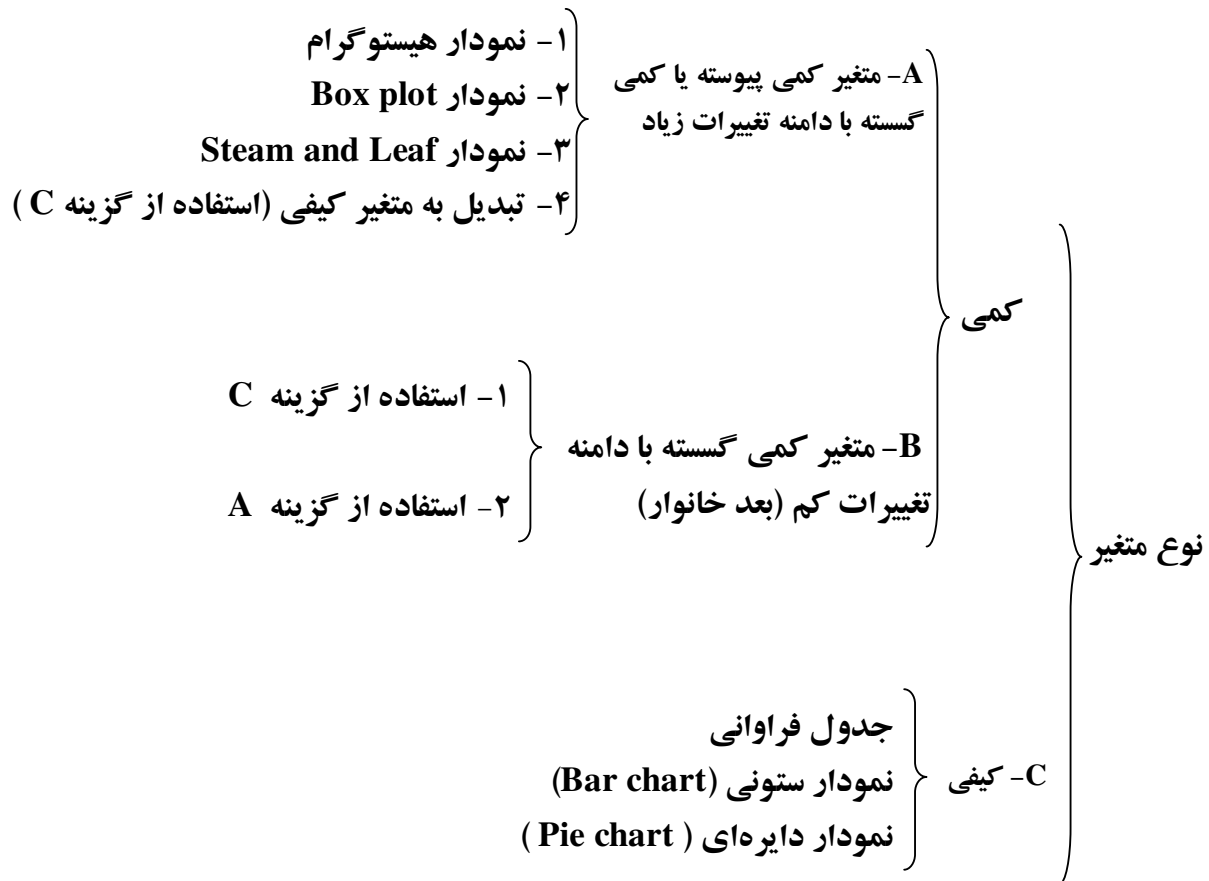 نوع متغیر
کمی
A- متغیر کمی پیوسته یا کمی
گسسته با دامنه تغییرات زیاد
۱- نمودار هیستوگرام
۲- نمودار Box plot
۳- نمودار Steam and Leaf
۴- تبدیل به متغیر کیفی (استفاده از گزینه C )
B- متغیر کمی گسسته با دامنه
تغییرات کم (بعد خانوار)
۱- استفاده از گزینه C
۲- استفاده از گزینه A
C- کیفی
جدول فراوانی
نمودار ستونی (Bar chart)
نمودار دایره‌ای ( Pie chart )